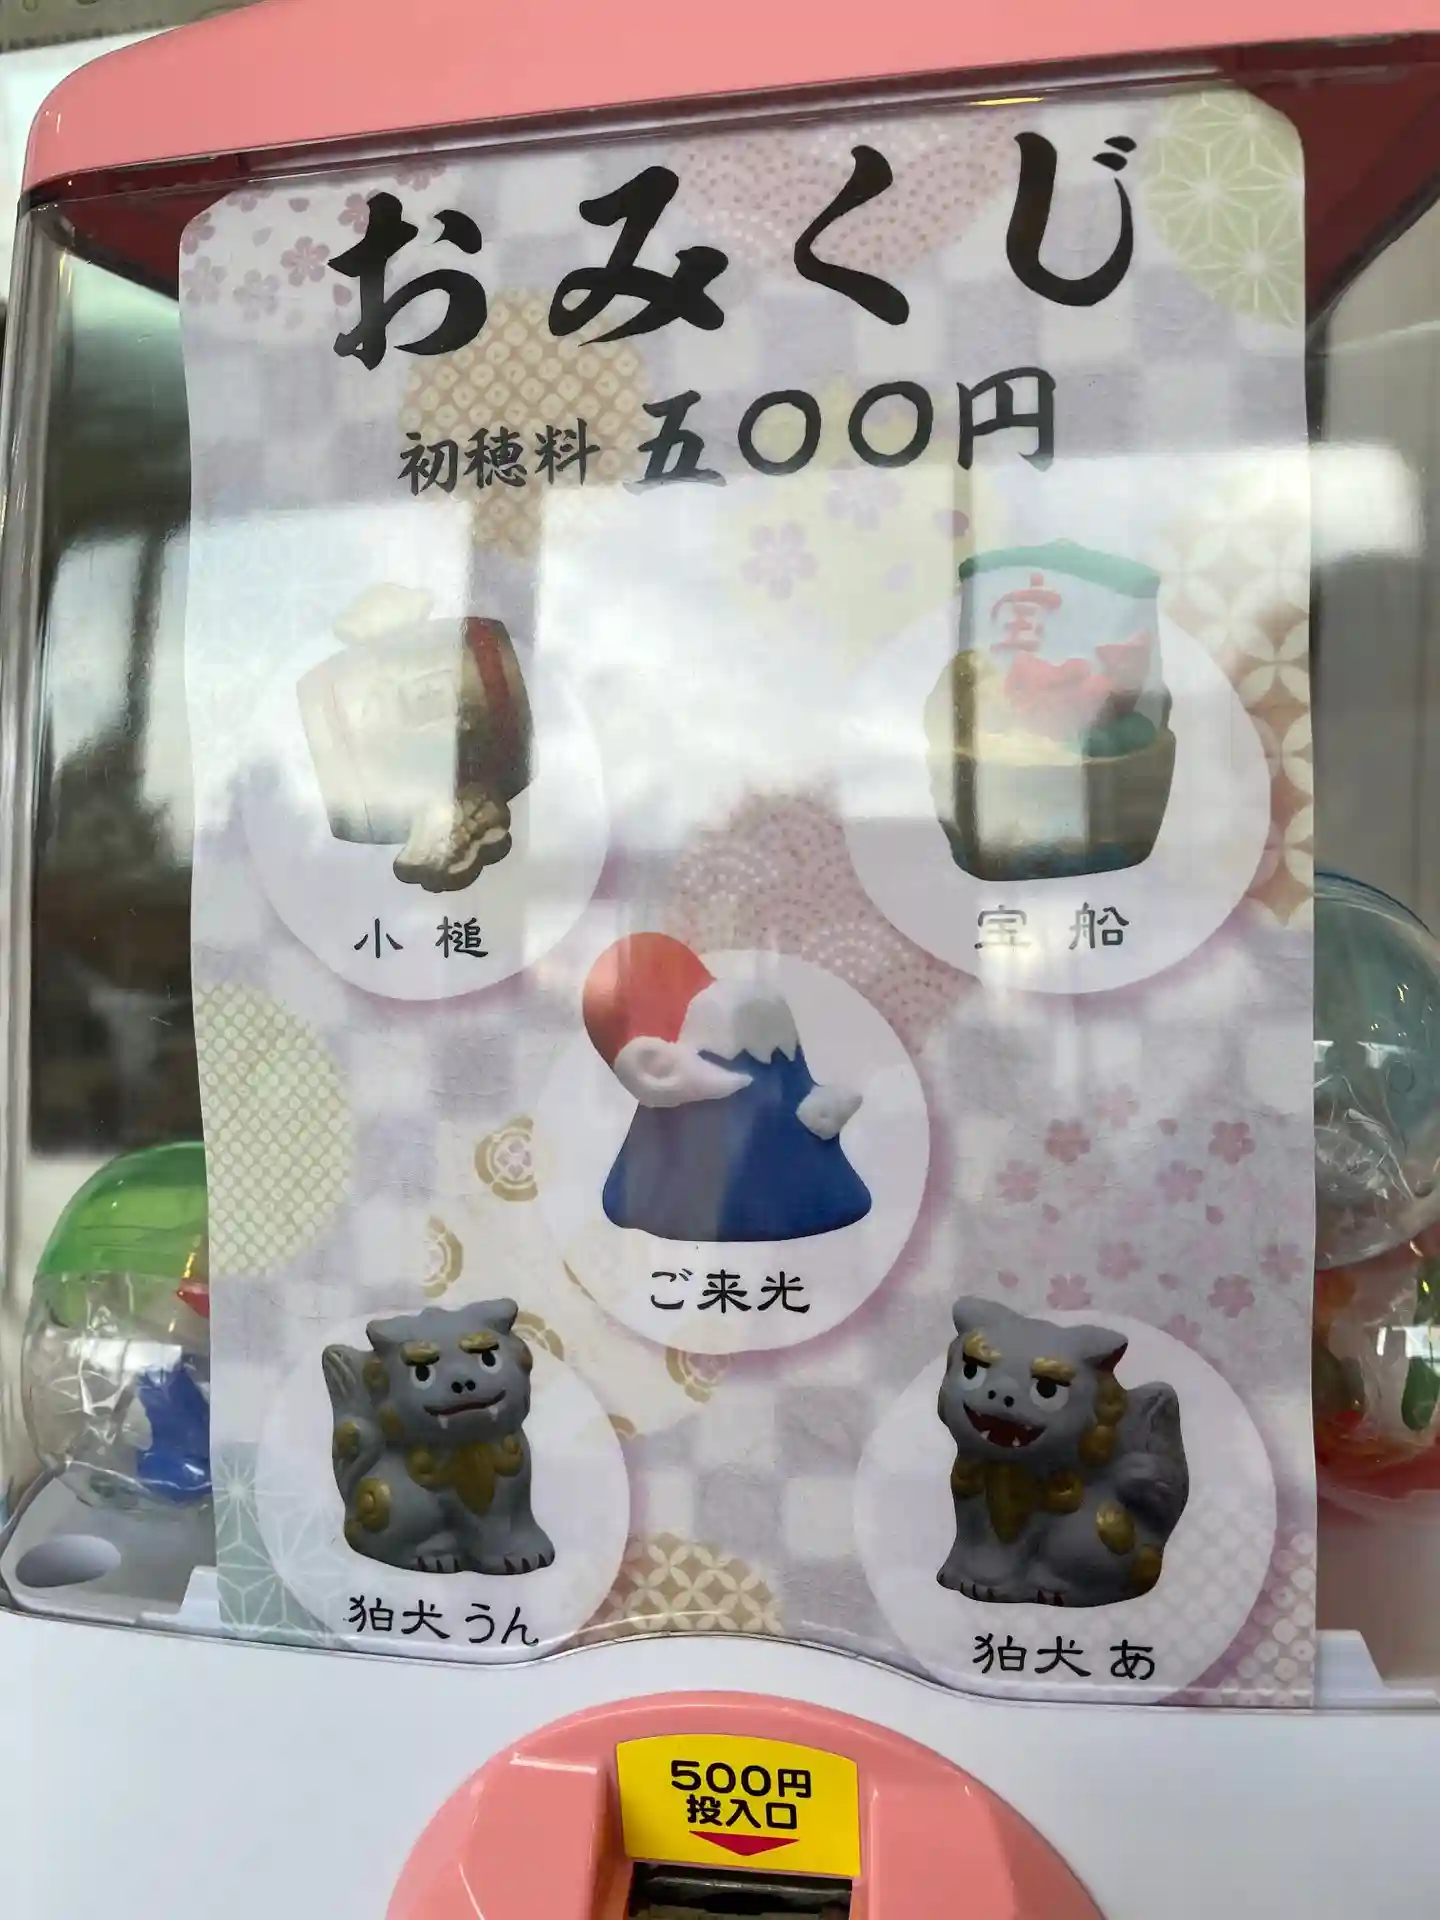 おみくじ
初穂料 五〇〇円
宝
小槌
宝船
ご来光
狛犬 うん
狛犬 あ
500円
投入口